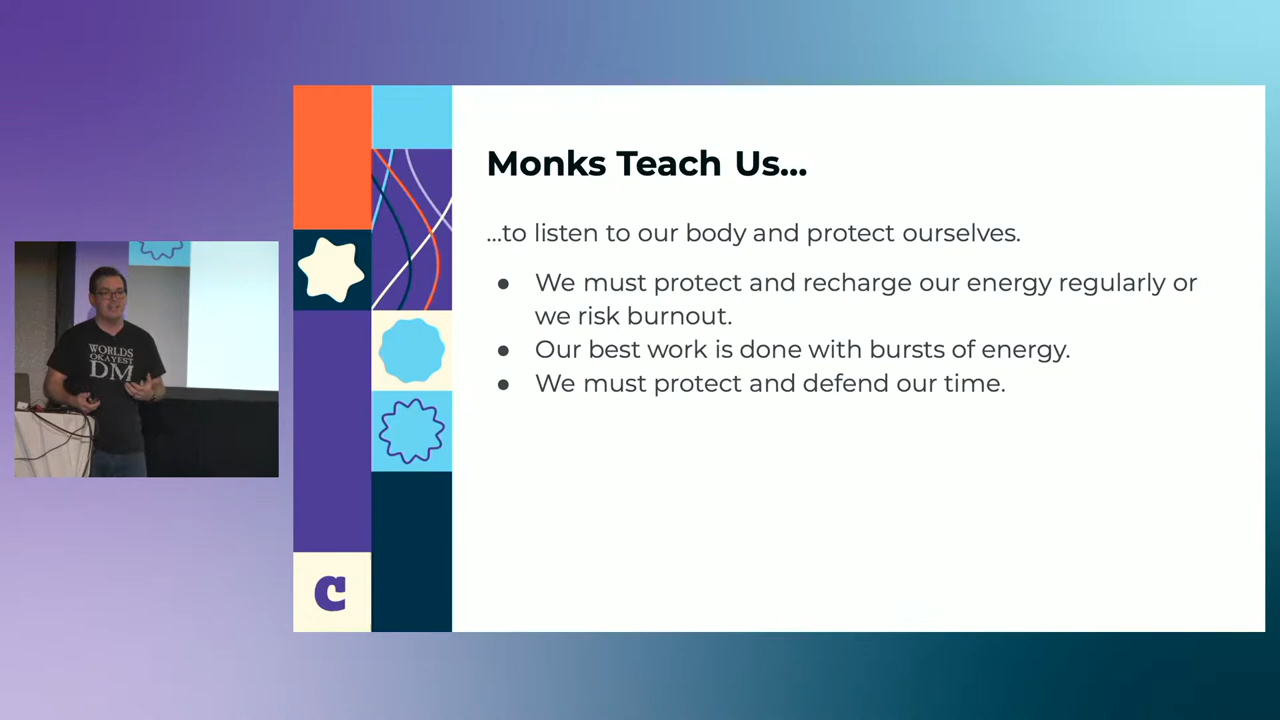 Monks Teach Us...
...to listen to our body and protect ourselves.
● We must protect and recharge our energy regularly or
we risk burnout.
● Our best work is done with bursts of energy.
● We must protect and defend our time.
WORLDS
OKAYEST
DM
C